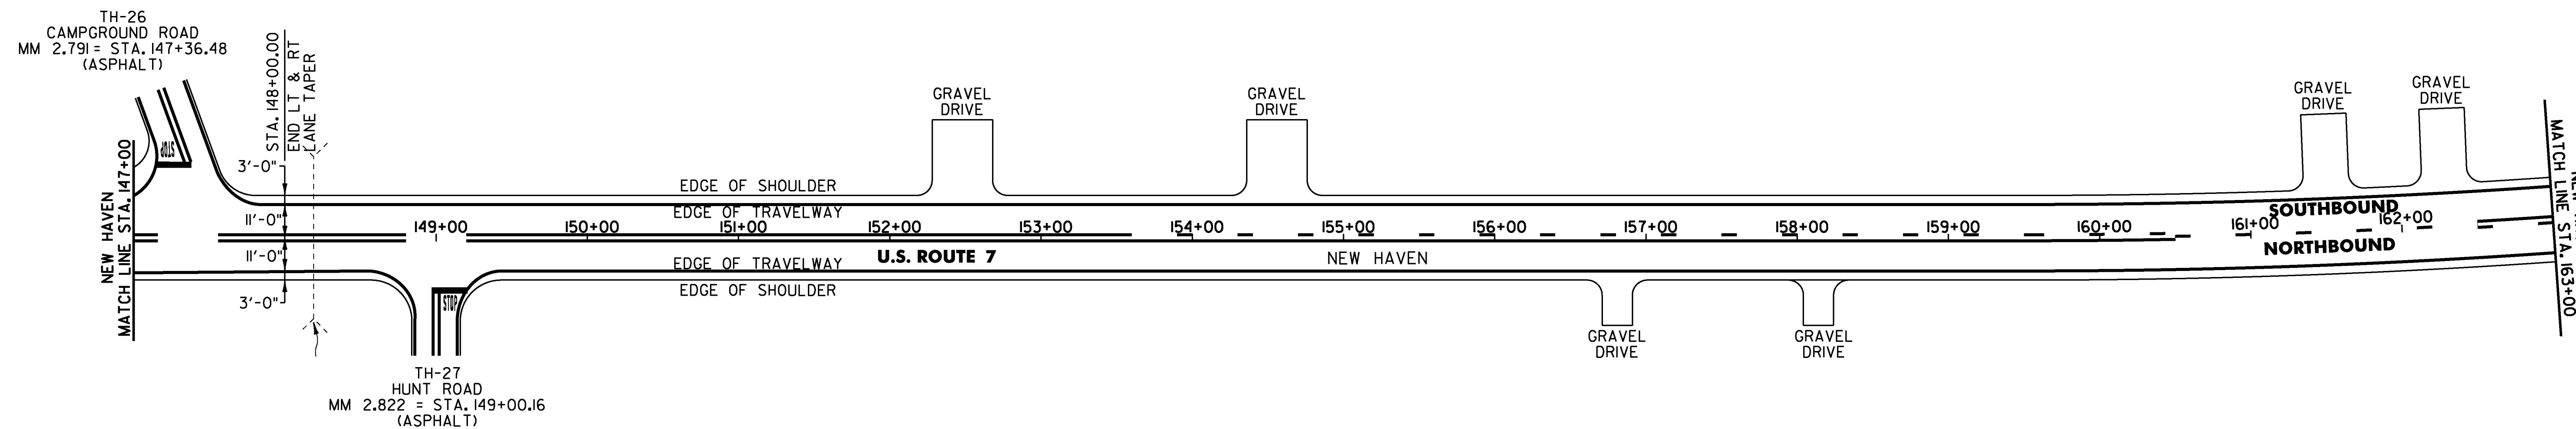 TH-26
CAMPGROUND ROAD
MM 2.791 = STA. 147+36.48
(ASPHALT)
STOP
NEW HAVEN
MATCH LINE STA. 147+00
STA. 148+00.00
END LT & RT
LANE TAPER
3'-0"
11'-0"
11'-0"
3'-0"
STOP
TH-27
HUNT ROAD
MM 2.822 = STA. 149+00.16
(ASPHALT)
EDGE OF SHOULDER
EDGE OF TRAVELWAY
149+00
150+00
151+00
152+00
153+00
154+00
155+00
156+00
157+00
158+00
159+00
160+00
161+00
162+00
EDGE OF TRAVELWAY
EDGE OF SHOULDER
U.S. ROUTE 7
NEW HAVEN
GRAVEL
DRIVE
GRAVEL
DRIVE
GRAVEL
DRIVE
GRAVEL
DRIVE
GRAVEL
DRIVE
GRAVEL
DRIVE
SOUTHBOUND
NORTHBOUND
MATCH LINE STA. 163+00